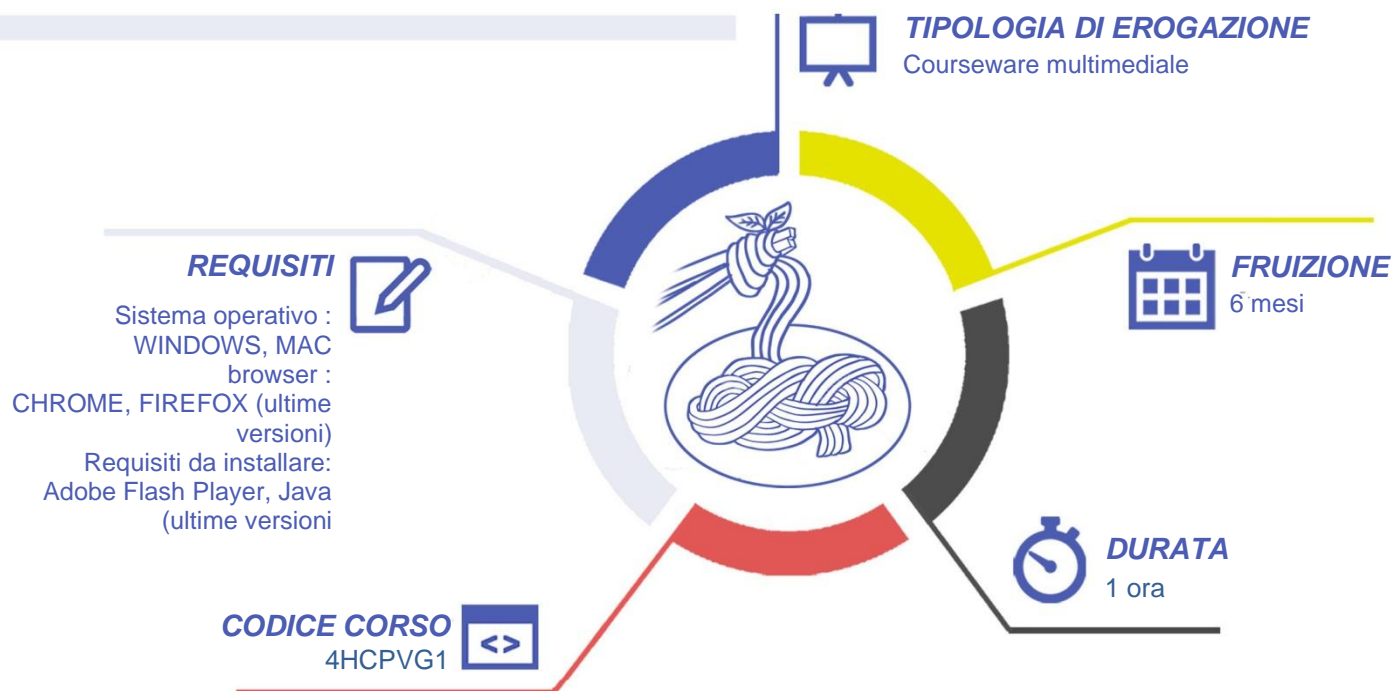 TIPOLOGIA DI EROGAZIONE
Courseware multimediale
REQUISITI
Sistema operativo :
WINDOWS, MAC
browser :
CHROME, FIREFOX (ultime
versioni)
Requisiti da installare:
Adobe Flash Player, Java
(ultime versioni
FRUIZIONE
6 mesi
DURATA
1 ora
CODICE CORSO
4HCPVG1